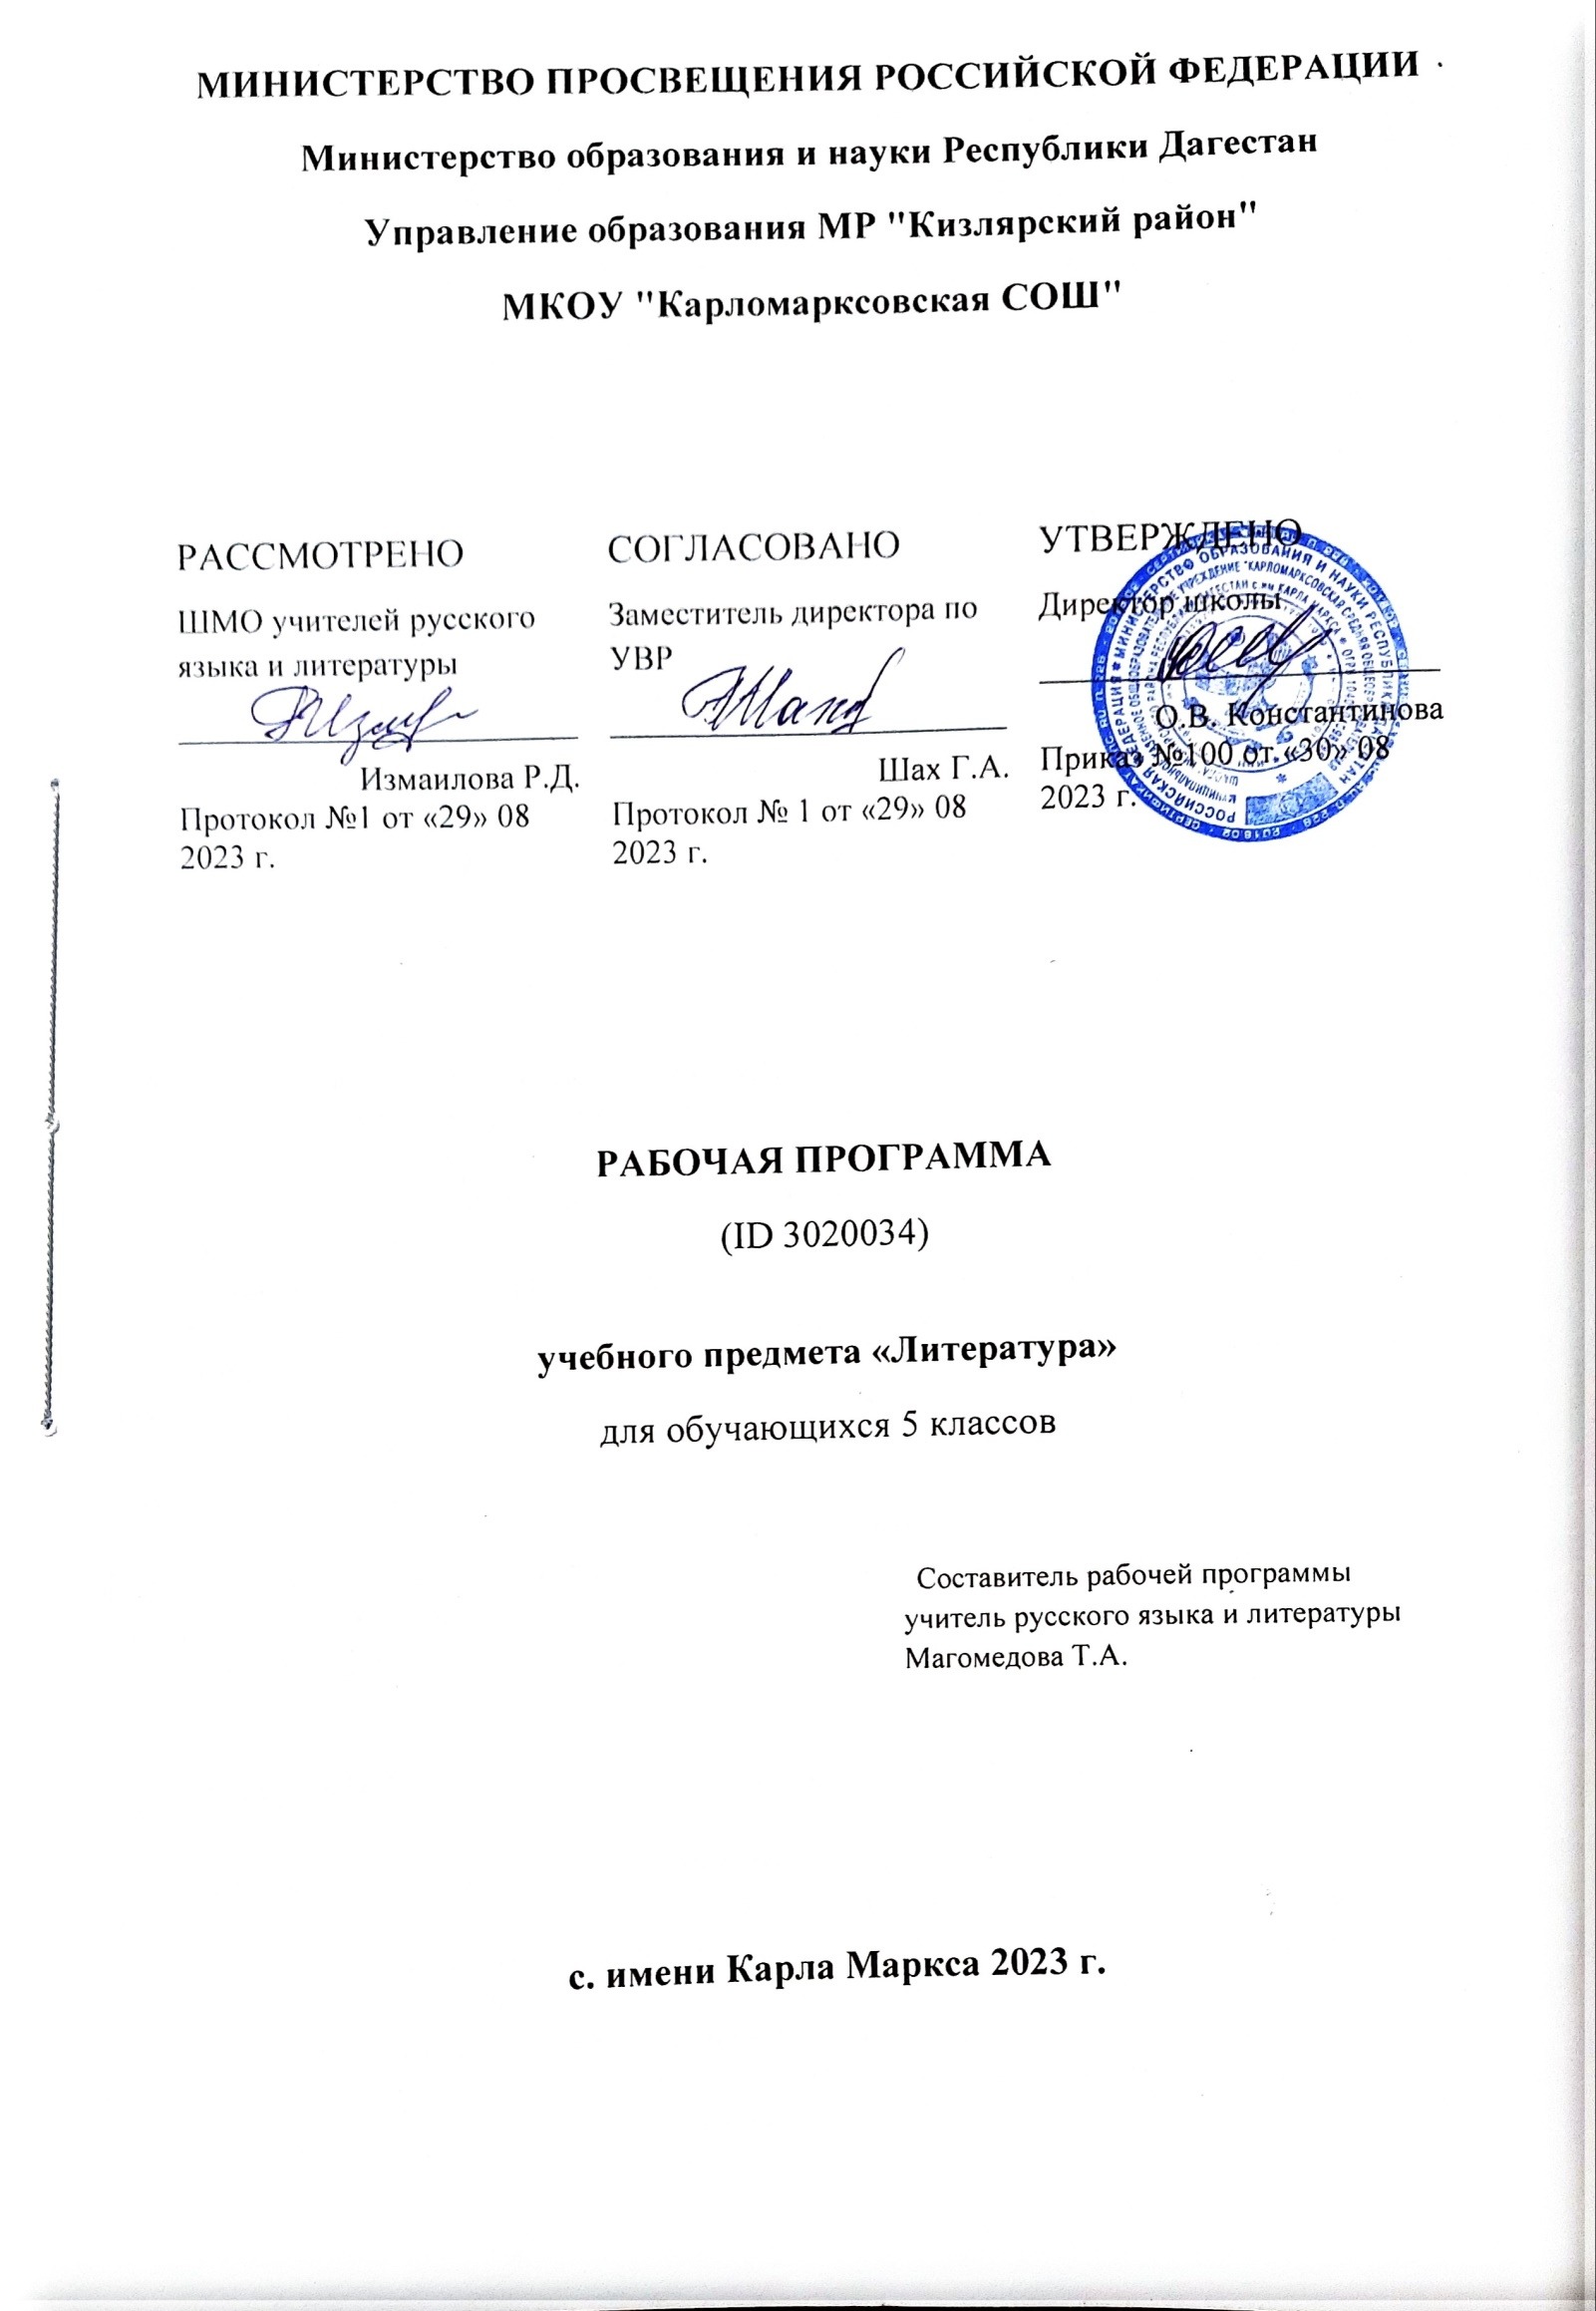 МИНИСТЕРСТВО ПРОСВЕЩЕНИЯ РОССИЙСКОЙ ФЕДЕРАЦИИ
Министерство образования и науки Республики Дагестан
Управление образования МР "Кизлярский район"
МКОУ "Карломарксовская СОШ"
РАССМОТРЕНО
ШМО учителей русского
языка и литературы
Измаилова Р.Д.
Протокол №1 от «29» 08
2023 г.
СОГЛАСОВАНО
Заместитель директора по
УВР
Шах Г.А.
Протокол № 1 от «29» 08
2023 г.
УТВЕРЖДЕНО
Директор школы
О.В. Константинова
Приказ №100 от «30» 08
2023 г.
РАБОЧАЯ ПРОГРАММА
(ID 3020034)
учебного предмета «Литература»
для обучающихся 5 классов
Составитель рабочей программы
учитель русского языка и литературы
Магомедова Т.А.
с. имени Карла Маркса 2023 г.